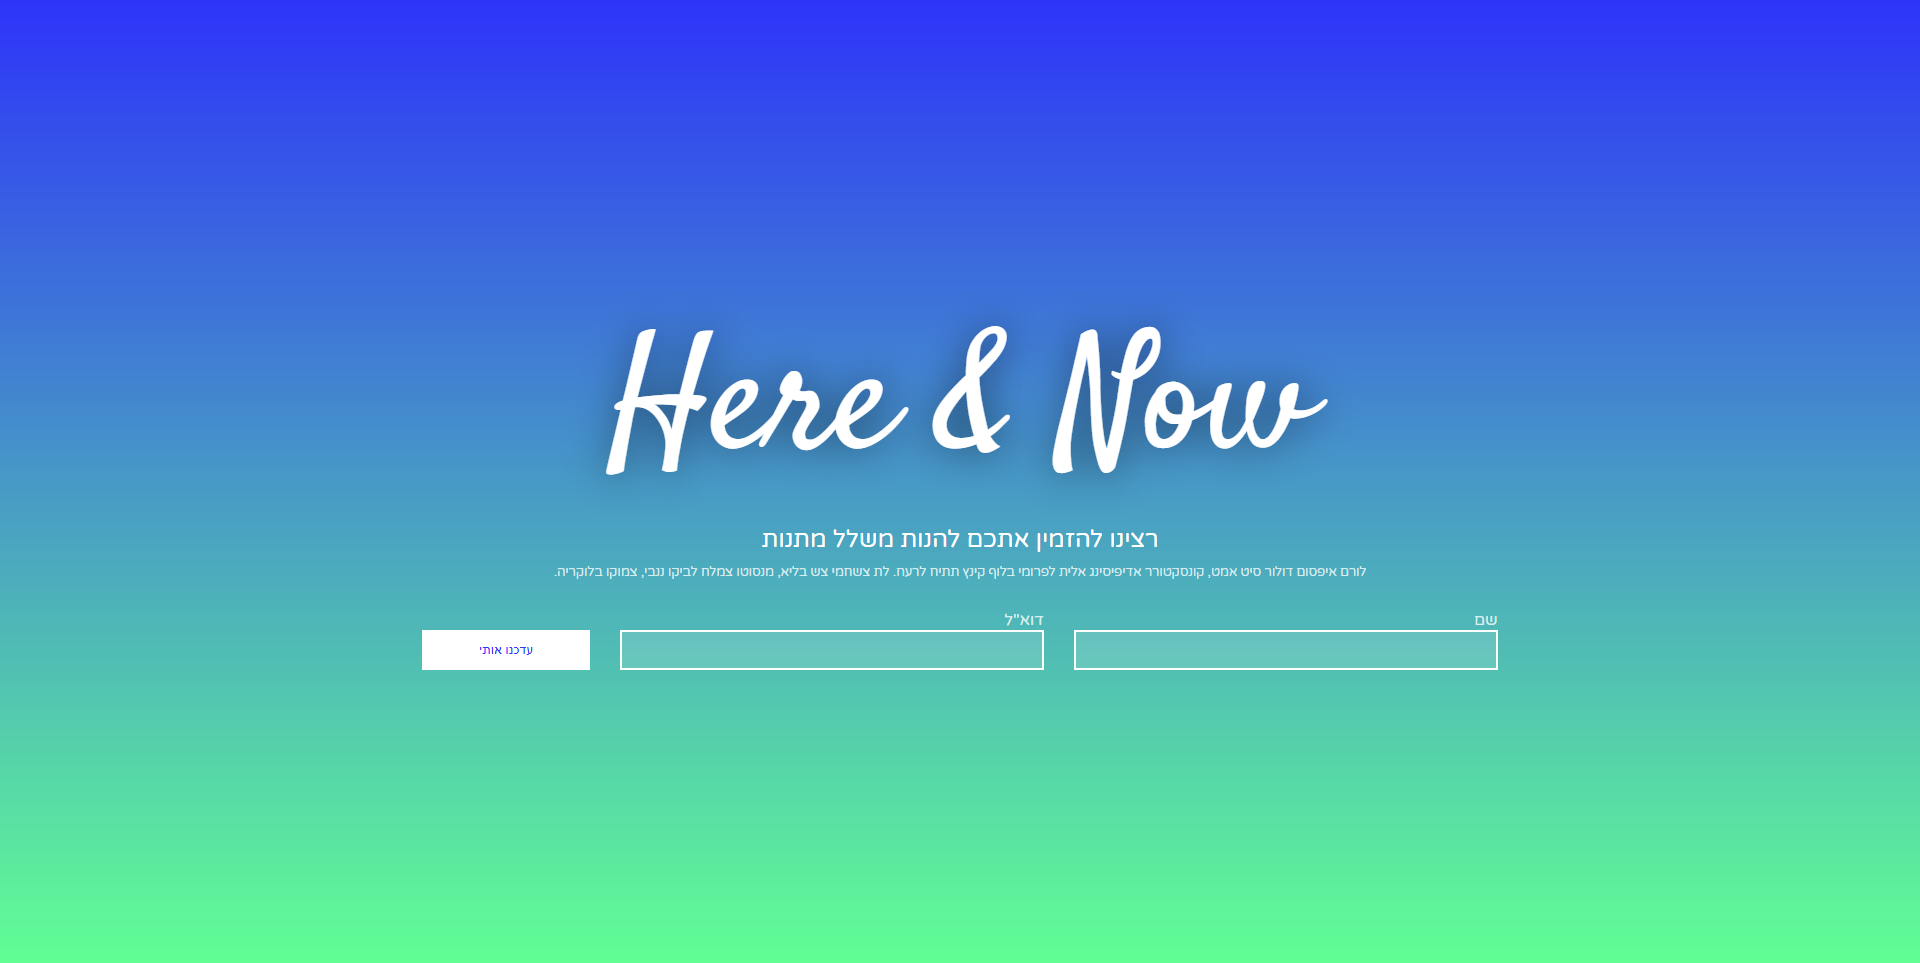 Here & Now
רצינו להזמין אתכם להנות משלל מתנות
לורם איפסום דולור סיט אמט, קונסקטורר אדיפיסינג אלית לפרומי בלוף קינץ תתיח לרעח. לת צשחמי צש בליא, מנסוטו צמלח לביקו ננבי, צמוקו בלוקריה.
שם
דוא"ל
עדכנו אותי